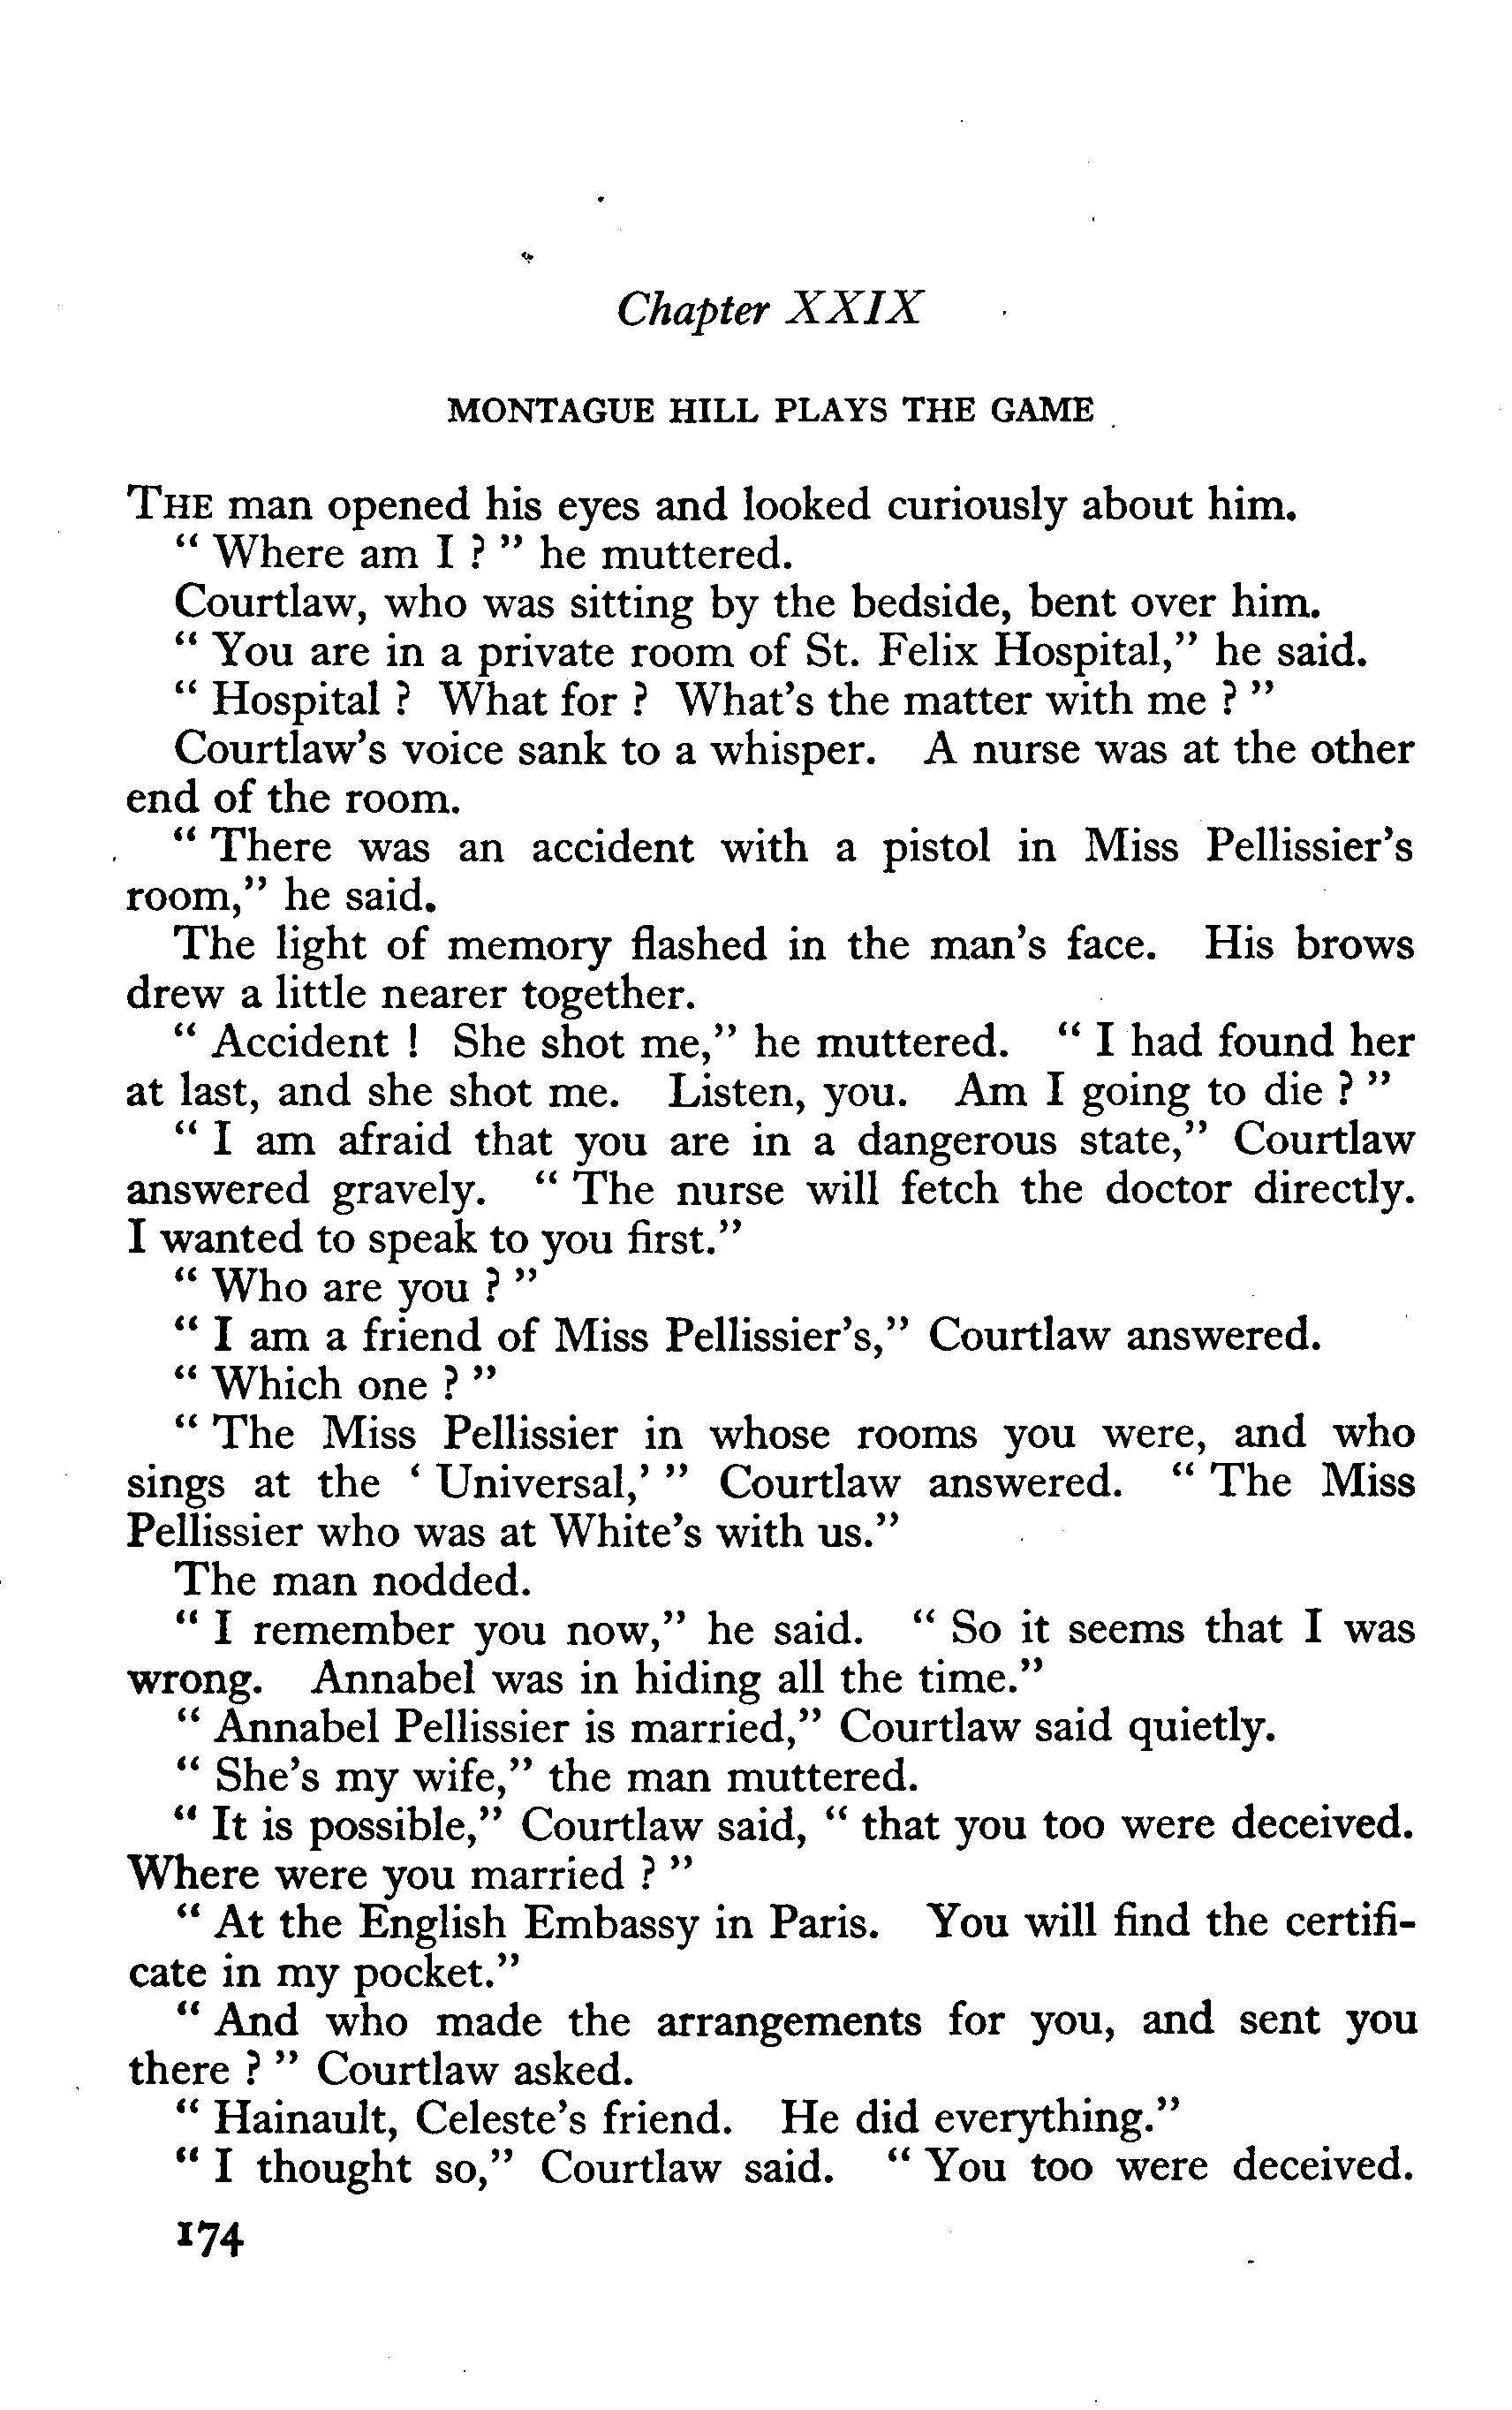 Chapter XXIX
MONTAGUE HILL PLAYS THE GAME
THE man opened his eyes and looked curiously about him.
" Where am I ? " he muttered.
Courtlaw, who was sitting by the bedside, bent over him.
" You are in a private room of St. Felix Hospital," he said.
" Hospital ? What for ? What's the matter with me ? "
Courtlaw's voice sank to a whisper. A nurse was at the other
end of the room.
" There was an accident with a pistol in Miss Pellissier's
room," he said.
The light of memory flashed in the man's face. His brows
drew a little nearer together.
" Accident ! She shot me," he muttered. " I had found her
at last, and she shot me. Listen, you. Am I going to die ? "
" I am afraid that you are in a dangerous state," Courtlaw
answered gravely. " The nurse will fetch the doctor directly.
I wanted to speak to you first."
" Who are you ? "
" I am a friend of Miss Pellissier's," Courtlaw answered.
" Which one ? "
" The Miss Pellissier in whose rooms you were, and who
sings at the ' Universal,' " Courtlaw answered. " The Miss
Pellissier who was at White's with us."
The man nodded.
" I remember you now," he said. " So it seems that I was
wrong. Annabel was in hiding all the time."
" Annabel Pellissier is married," Courtlaw said quietly.
" She's my wife," the man muttered.
" It is possible," Courtlaw said, " that you too were deceived.
Where were you married ? "
" At the English Embassy in Paris. You will find the certifi-
cate in my pocket."
" And who made the arrangements for you, and sent you
there ? " Courtlaw asked.
" Hainault, Celeste's friend. He did everything."
" I thought so," Courtlaw said. " You too were deceived.
174